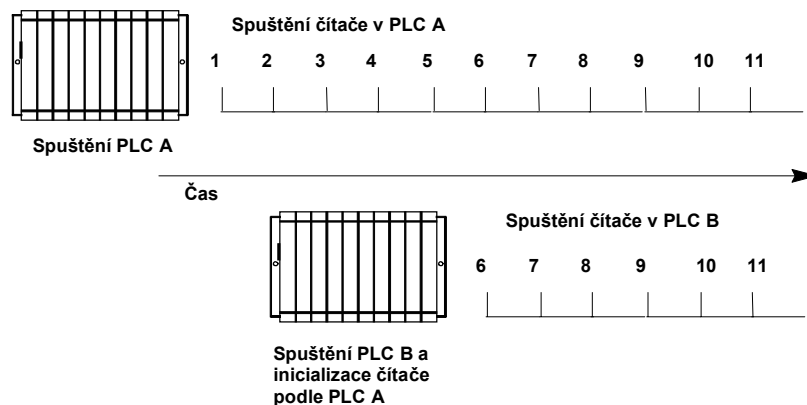 Spuštění čítače v PLC A
1 2 3 4 5 6 7 8 9 10 11
Spuštění PLC A
Čas
Spuštění čítače v PLC B
6 7 8 9 10 11
Spuštění PLC B a
inicializace čítače
podle PLC A